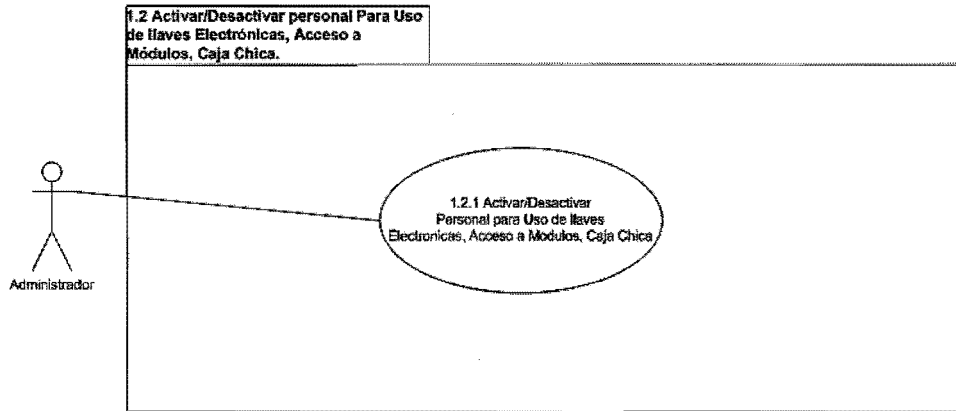 1.2 Activar/Desactivar personal Para Uso
de llaves Electrónicas, Acceso a
Módulos, Caja Chica.
1.2.1 Activar/Desactivar
Personal para Uso de llaves
Electronicas, Acceso a Modulos, Caja Chica
Administrador